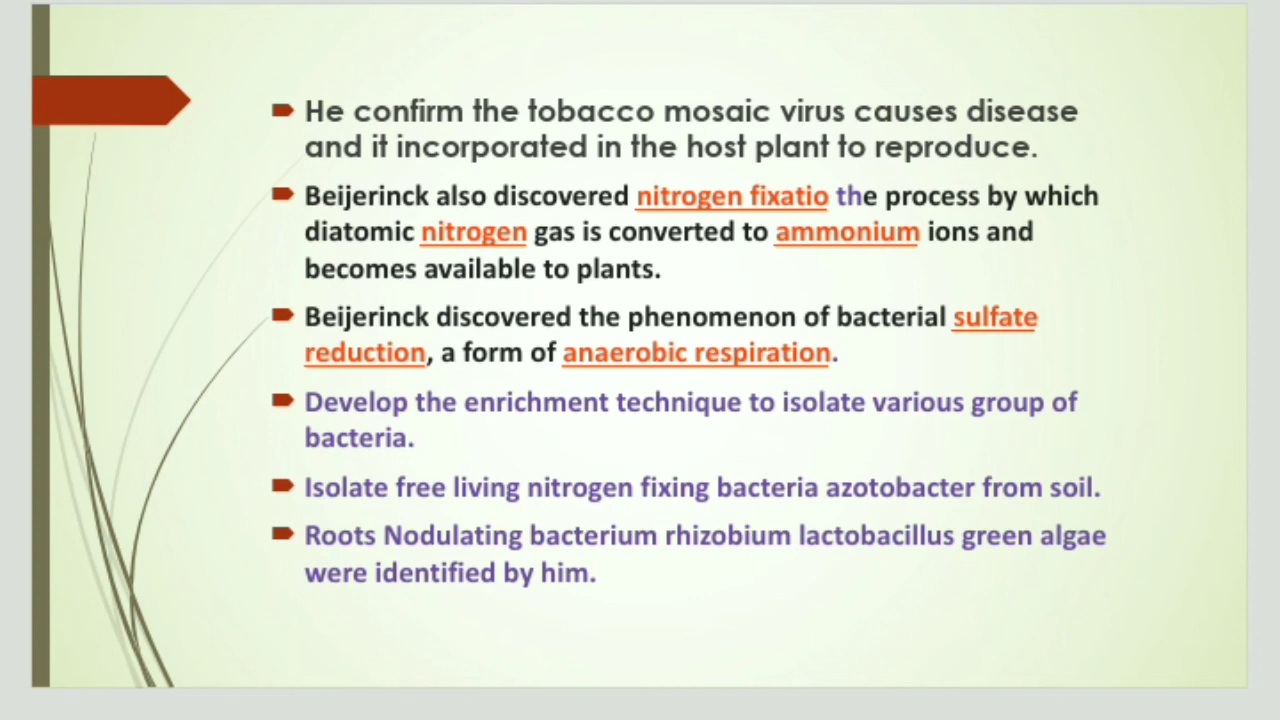 He confirm the tobacco mosaic virus causes disease
and it incorporated in the host plant to reproduce.
Beijerinck also discovered nitrogen fixatio the process by which
diatomic nitrogen gas is converted to ammonium ions and
becomes available to plants.
Beijerinck discovered the phenomenon of bacterial sulfate
reduction, a form of anaerobic respiration.
Develop the enrichment technique to isolate various group of
bacteria.
Isolate free living nitrogen fixing bacteria azotobacter from soil.
Roots Nodulating bacterium rhizobium lactobacillus green algae
were identified by him.